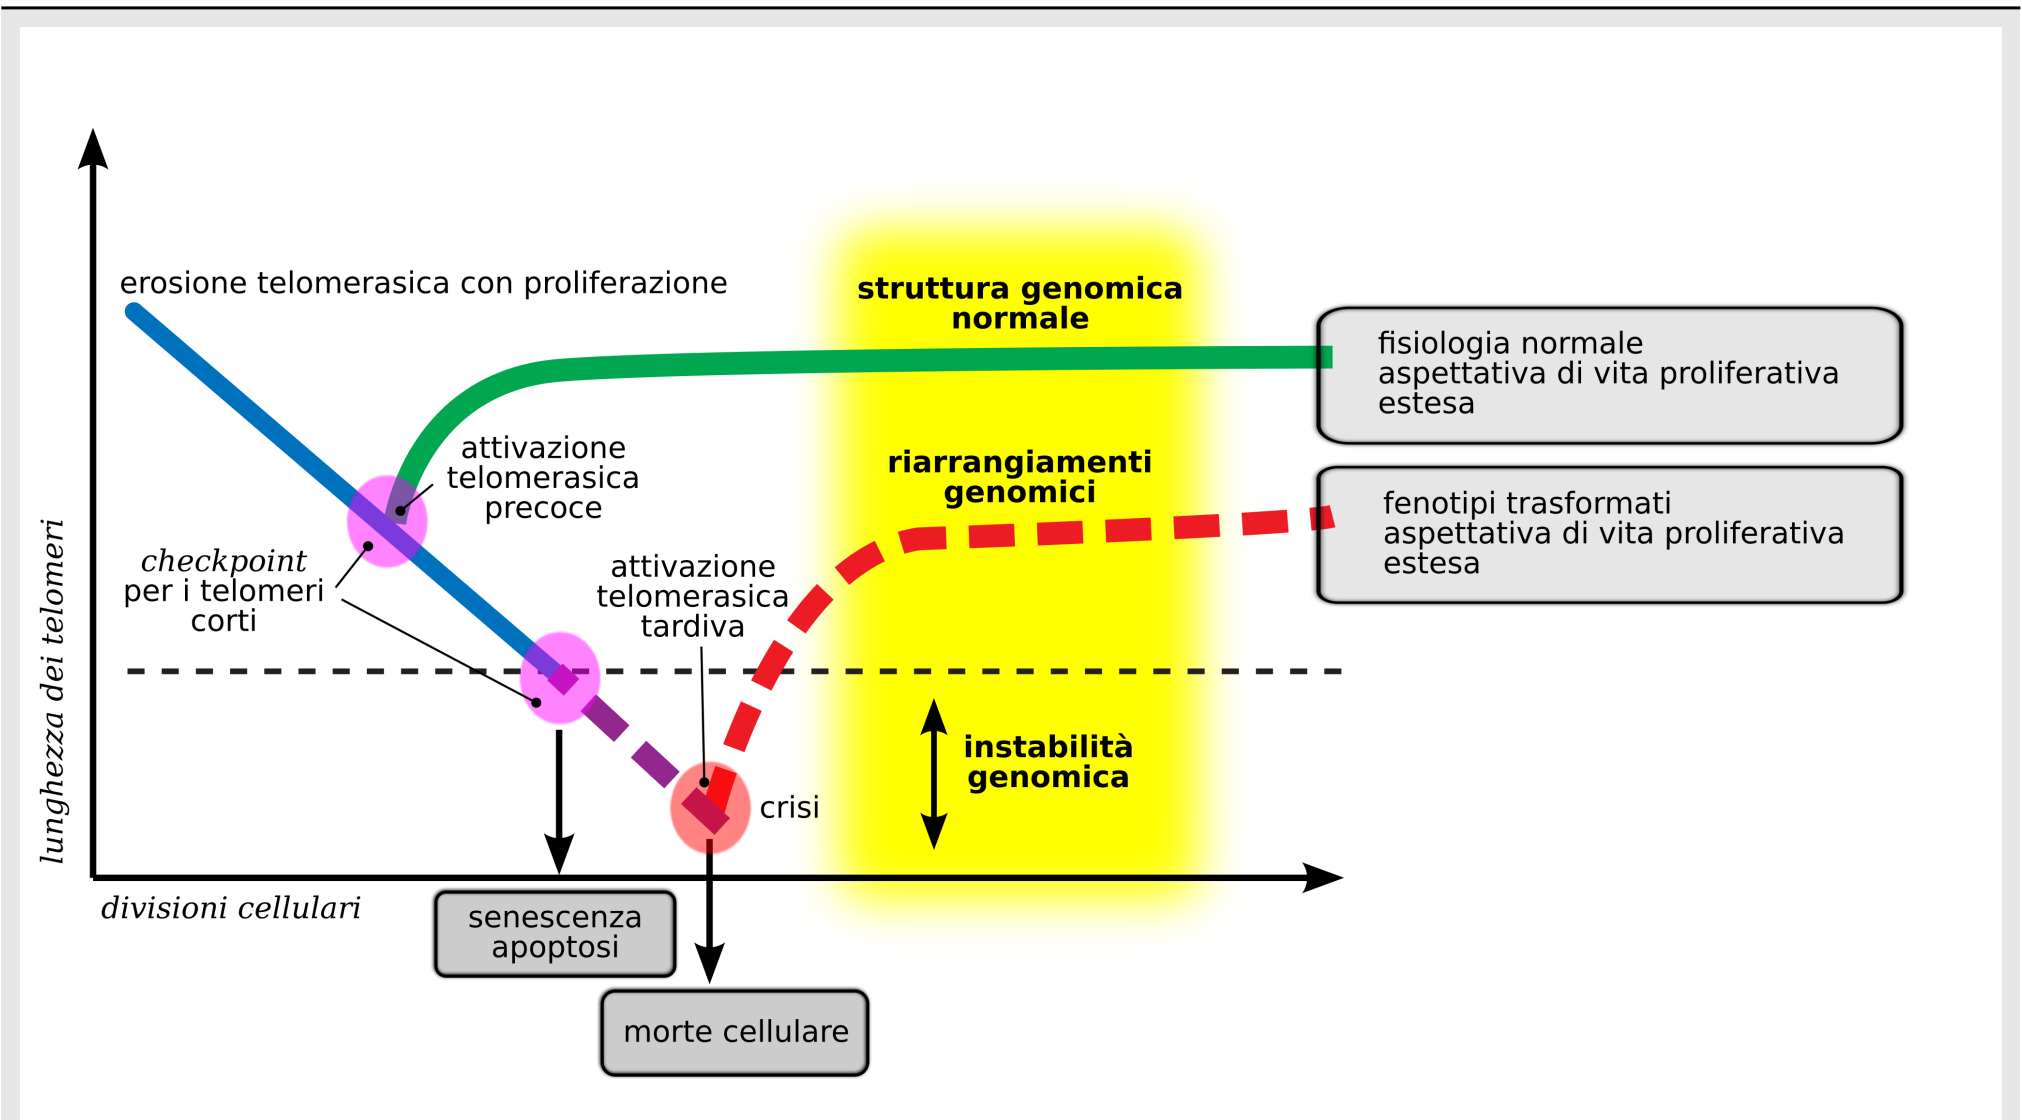 erosione telomerasica con proliferazione
struttura genomica
normale
fisiologia normale
aspettativa di vita proliferativa
estesa
attivazione
telomerasica
precoce
riarrangiamenti
genomici
fenotipi trasformati
aspettativa di vita proliferativa
estesa
checkpoint
per i telomeri
corti
attivazione
telomerasica
tardiva
lunghezza dei telomeri
instabilità
genomica
crisi
divisioni cellulari
senescenza
apoptosi
morte cellulare